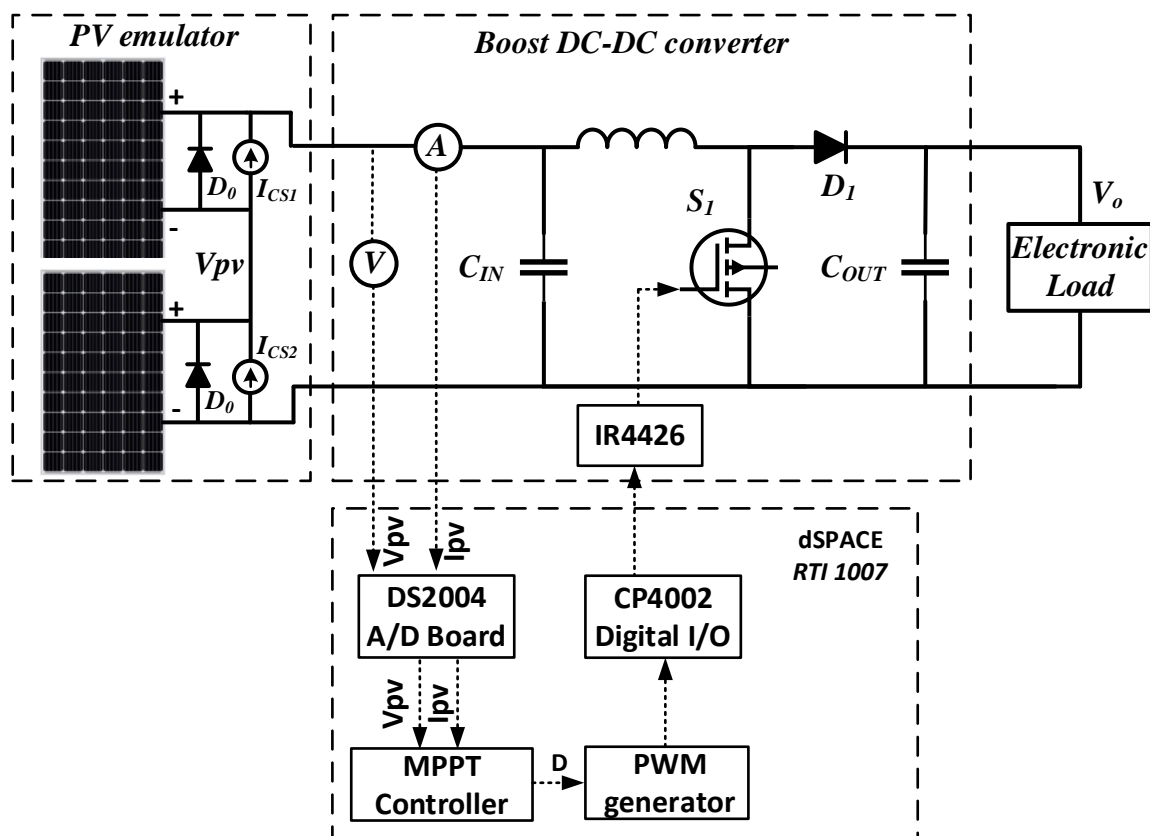 PV emulator
Boost DC-DC converter
+
D0
ICS1
-
Vpv
+
ICS2
D0
-
A
V
CIN
S1
D1
COUT
Vo
Electronic
Load
IR4426
Vpv
Ipv
dSPACE
RTI 1007
DS2004
A/D Board
CP4002
Digital I/O
Vpv
Ipv
MPPT
Controller
D
PWM
generator